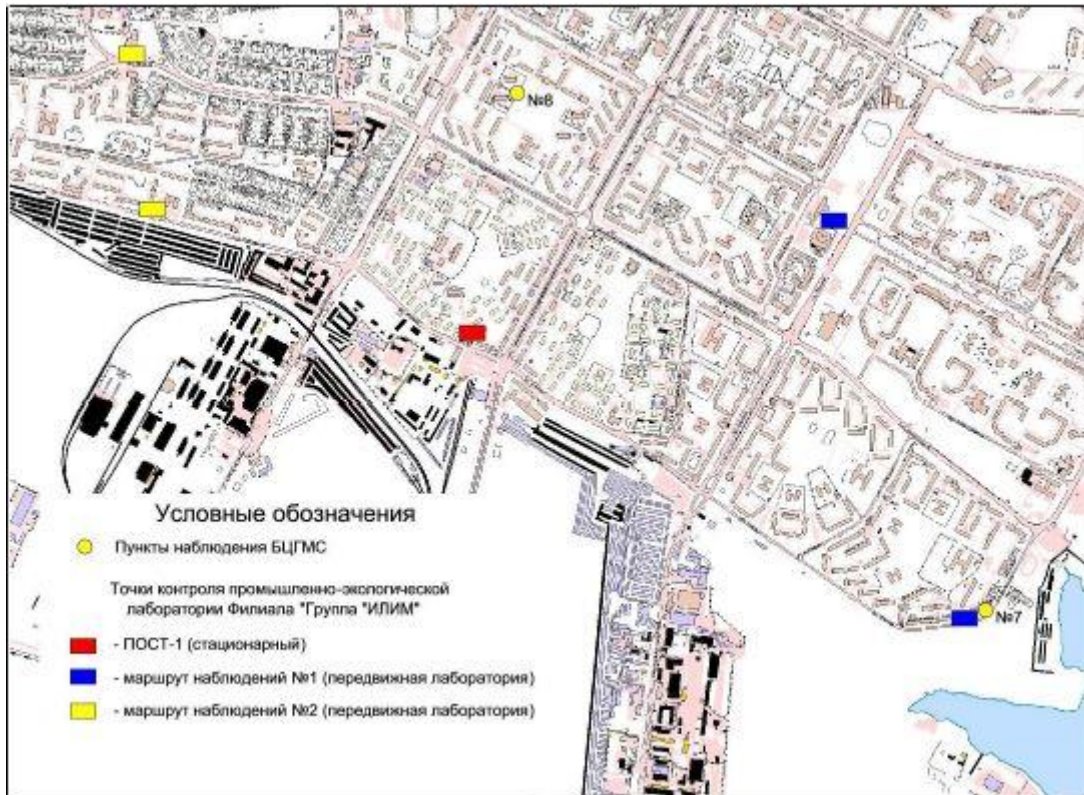 №8
Условные обозначения
Пункты наблюдения БЦГМС
Точки контроля промышленно-экологической
лаборатории Филиала "Группа "ИЛИМ"
- ПОСТ-1 (стационарный)
- маршрут наблюдений №1 (передвижная лаборатория)
- маршрут наблюдений №2 (передвижная лаборатория)
№7